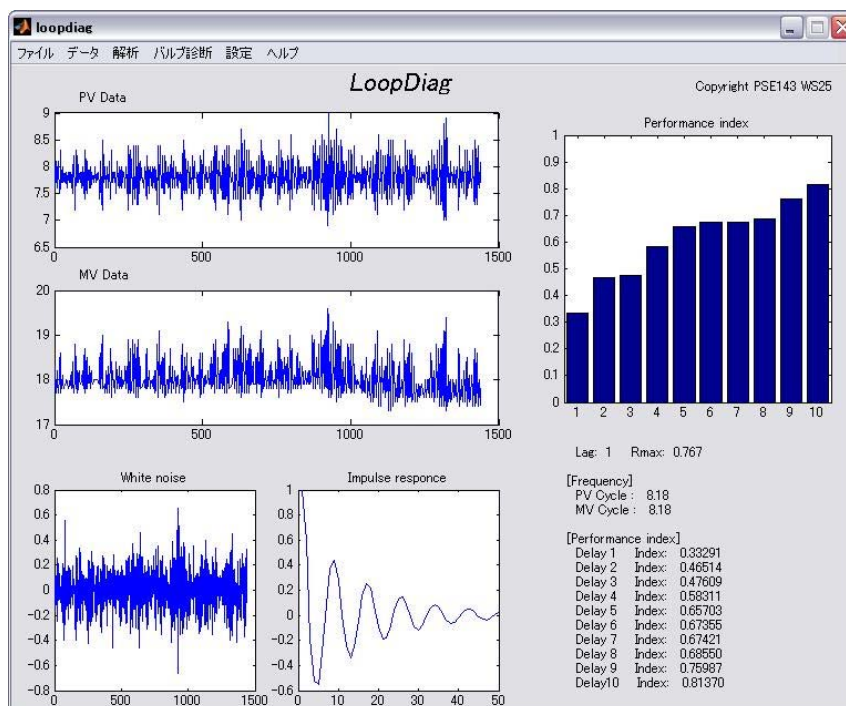 loopdiag
ファイル データ 解析 バルブ診断 設定 ヘルプ
LoopDiag
Copyright PSE143 WS25
PV Data
9
8.5
8
7.5
7
6.5
0 500 1000 1500
MV Data
20
19
18
17
0 500 1000 1500
White noise
0.8
0.6
0.4
0.2
0
-0.2
-0.4
-0.6
-0.8
0 500 1000 1500
Impulse responce
1
0.8
0.6
0.4
0.2
0
-0.2
-0.4
-0.6
0 10 20 30 40 50
Performance index
1
0.9
0.8
0.7
0.6
0.5
0.4
0.3
0.2
0.1
0
1 2 3 4 5 6 7 8 9 10
Lag: 1 Rmax: 0.767
[Frequency]
PV Cycle : 8.18
MV Cycle : 8.18
[Performance index]
Delay 1 Index: 0.33291
Delay 2 Index: 0.46514
Delay 3 Index: 0.47609
Delay 4 Index: 0.58311
Delay 5 Index: 0.65703
Delay 6 Index: 0.67355
Delay 7 Index: 0.67421
Delay 8 Index: 0.68550
Delay 9 Index: 0.75987
Delay10 Index: 0.81370